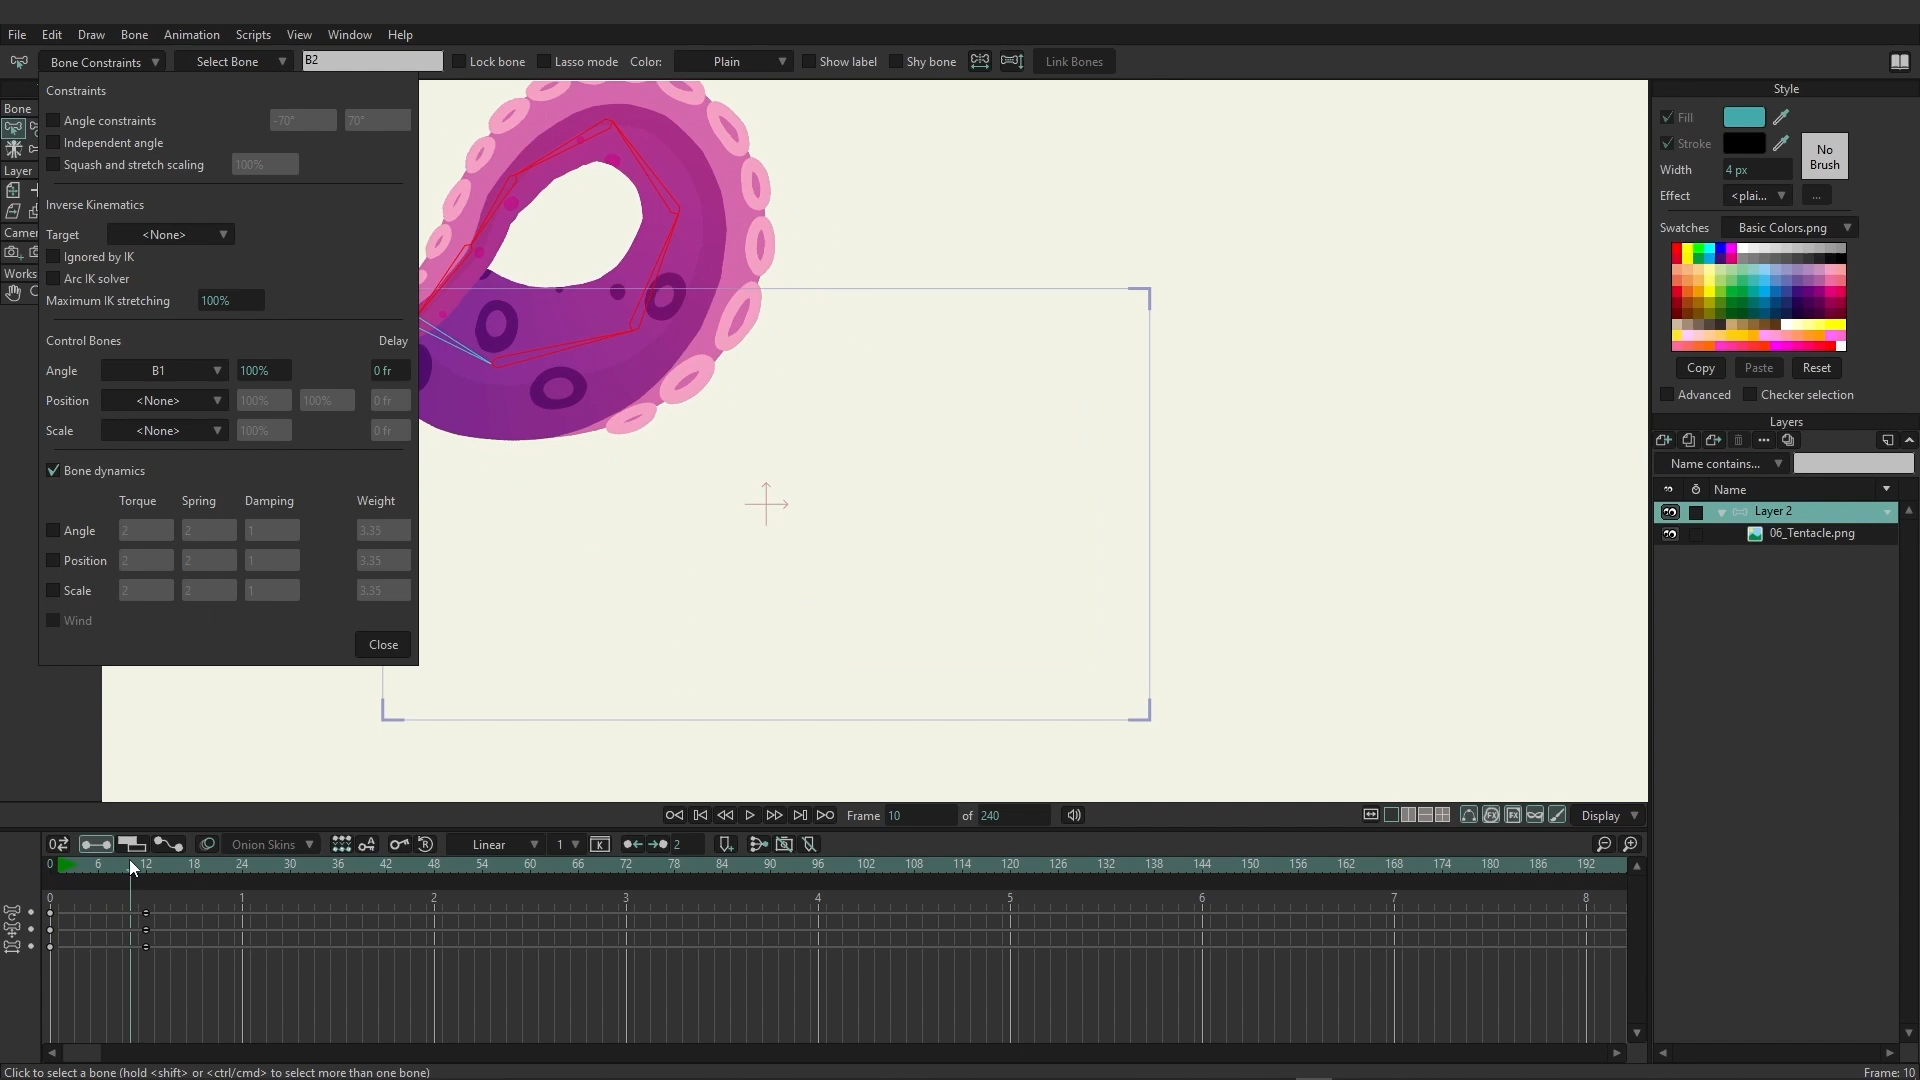 File Edit Draw Bone Animation Scripts View Window Help
Bone Constraints Select Bone B2 Lock bone Lasso mode Color: Plain Show label Shy bone Link Bones
Constraints
Angle constraints -70° 70°
Independent angle
Squash and stretch scaling 100%
Inverse Kinematics
Target <None>
Ignored by IK
Arc IK solver
Maximum IK stretching 100%
Control Bones Delay
Angle B1 100% 0 fr
Position <None> 100% 100% 0 fr
Scale <None> 100% 0 fr
Bone dynamics
Torque Spring Damping Weight
Angle 2 2 1 3.35
Position 2 2 1 3.35
Scale 2 2 1 3.35
Wind
Close
Bone
Layer
Camer
Works
Style
Fill
Stroke
No
Brush
Width 4 px
Effect <plai... ...
Swatches Basic Colors.png
Copy Paste Reset
Advanced Checker selection
Layers
Name contains...
Name
Layer 2
06_Tentacle.png
Frame 10 of 240 Display
Onion Skins Linear 1 2
0 6 12 18 24 30 36 42 48 54 60 66 72 78 84 90 96 102 108 114 120 126 132 138 144 150 156 162 168 174 180 186 192
0 1 2 3 4 5 6 7 8
Click to select a bone (hold <shift> or <ctrl/cmd> to select more than one bone) Frame: 10